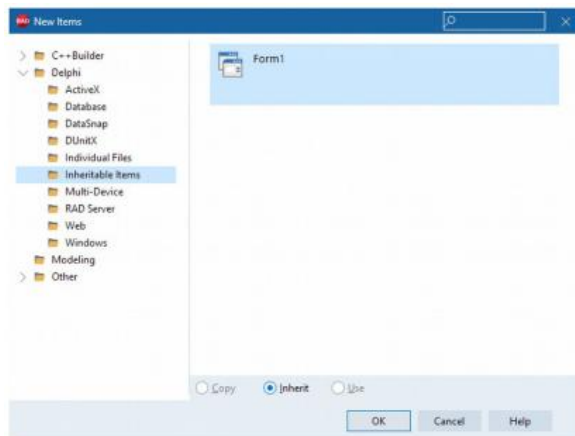 RAD New Items
C++Builder
Delphi
ActiveX
Database
DataSnap
DUnitX
Individual Files
Inheritable Items
Multi-Device
RAD Server
Web
Windows
Modeling
Other
Form1
Copy Inherit Use
OK Cancel Help